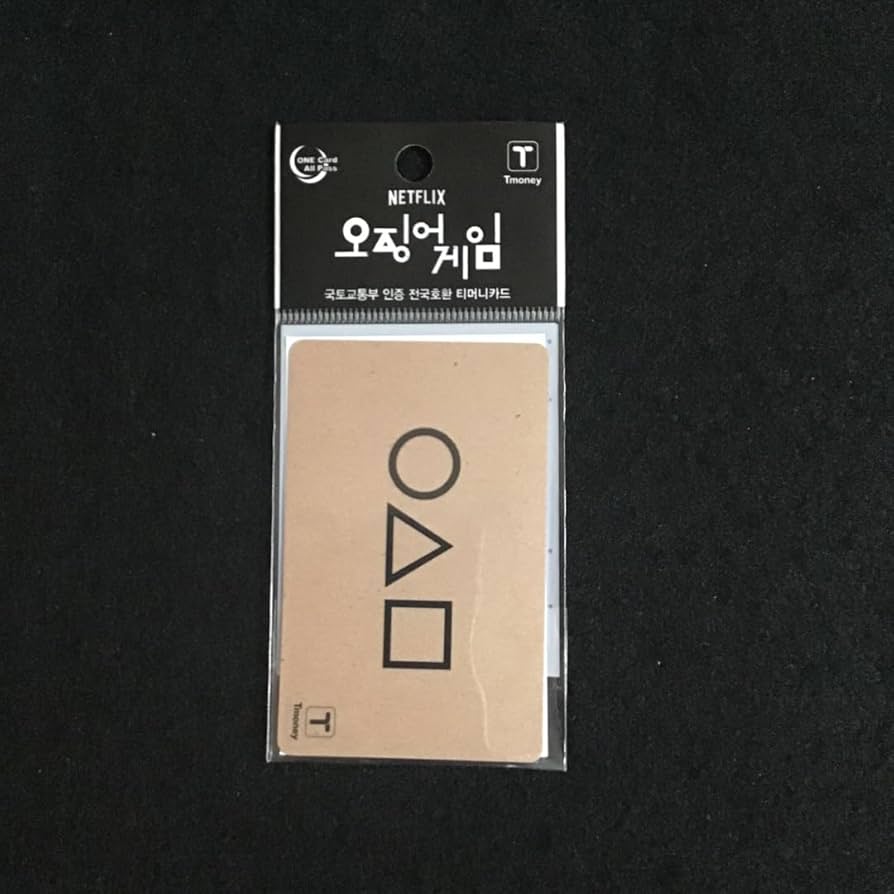 ONE Card
All Pass
Tmoney
NETFLIX
오징어게임
국토교통부 인증 전국호환 티머니카드
Tmoney